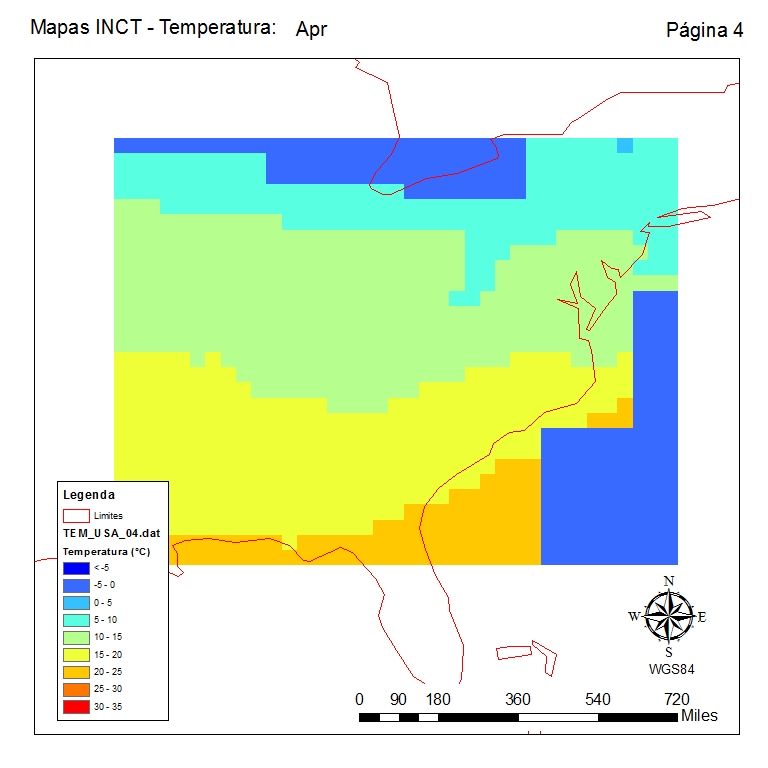 Mapas INCT - Temperatura: Apr
Página 4
Legenda
Limites
TEM_USA_04.dat
Temperatura (°C)
< -5
-5 - 0
0 - 5
5 - 10
10 - 15
15 - 20
20 - 25
25 - 30
30 - 35
N
W E
S
WGS84
0 90 180 360 540 720
Miles